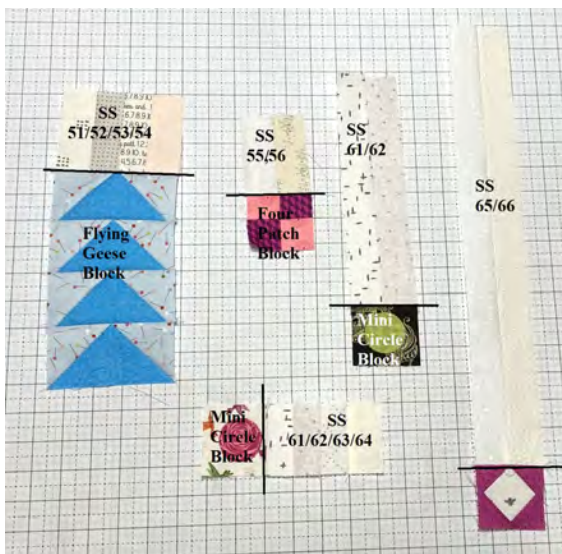 SS
51/52/53/54
Flying
Geese
Block
SS
55/56
Four
Patch
Block
SS
61/62
Mini
Circle
Block
SS
65/66
Mini
Circle
Block
SS
61/62/63/64